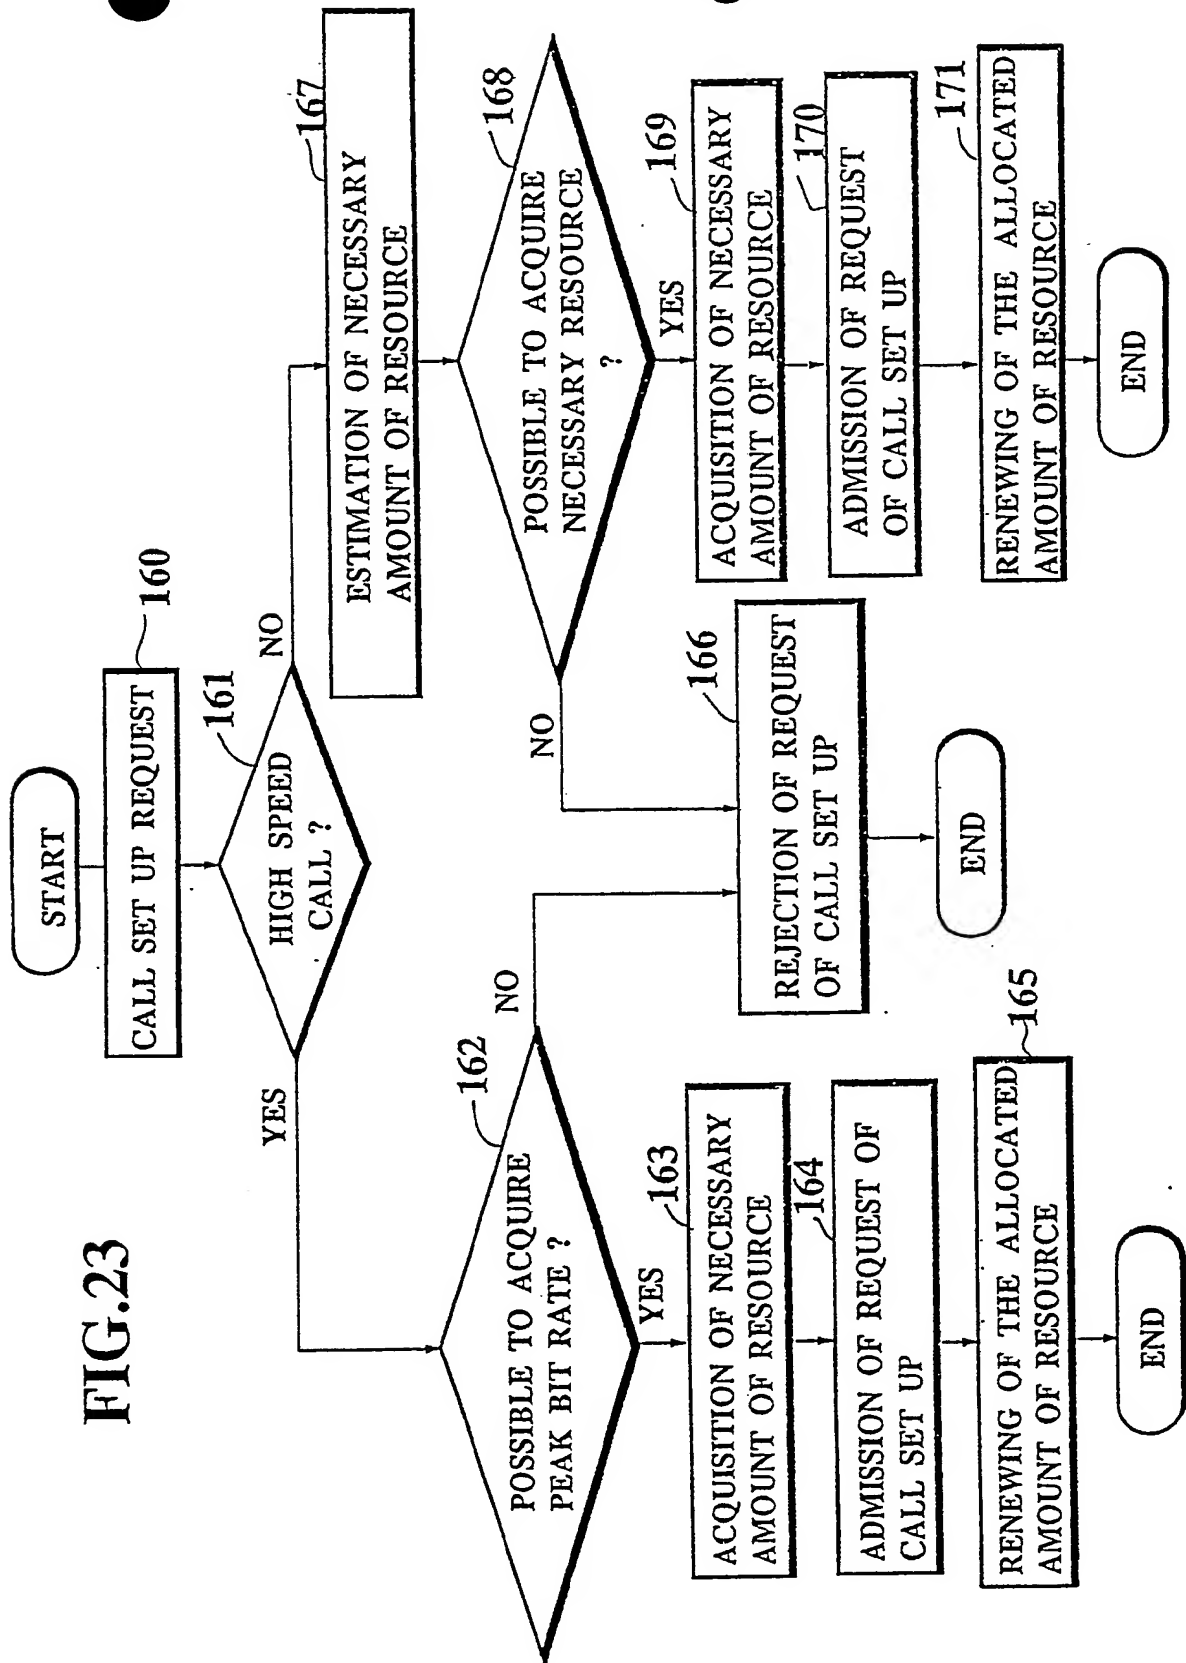 FIG.23
START
CALL SET UP REQUEST
160
HIGH SPEED
CALL ?
161
YES
NO
POSSIBLE TO ACQUIRE
PEAK BIT RATE ?
162
NO
YES
ACQUISITION OF NECESSARY
AMOUNT OF RESOURCE
163
ADMISSION OF REQUEST OF
CALL SET UP
164
RENEWING OF THE ALLOCATED
AMOUNT OF RESOURCE
165
END
REJECTION OF REQUEST
OF CALL SET UP
166
END
ESTIMATION OF NECESSARY
AMOUNT OF RESOURCE
167
POSSIBLE TO ACQUIRE
NECESSARY RESOURCE
?
168
NO
YES
ACQUISITION OF NECESSARY
AMOUNT OF RESOURCE
169
ADMISSION OF REQUEST
OF CALL SET UP
170
RENEWING OF THE ALLOCATED
AMOUNT OF RESOURCE
171
END